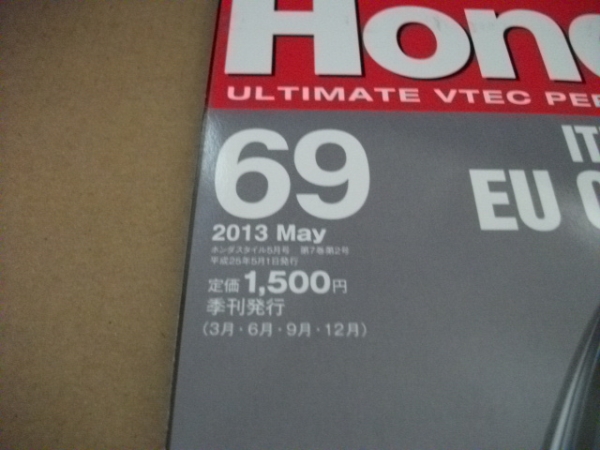 Hon
ULTIMATE VTEC PE
69
IT
EU
2013 May
ホンダスタイル5月号 第7巻第2号
平成25年5月1日発行
定価1,500円
季刊発行
(3月・6月・9月・12月)